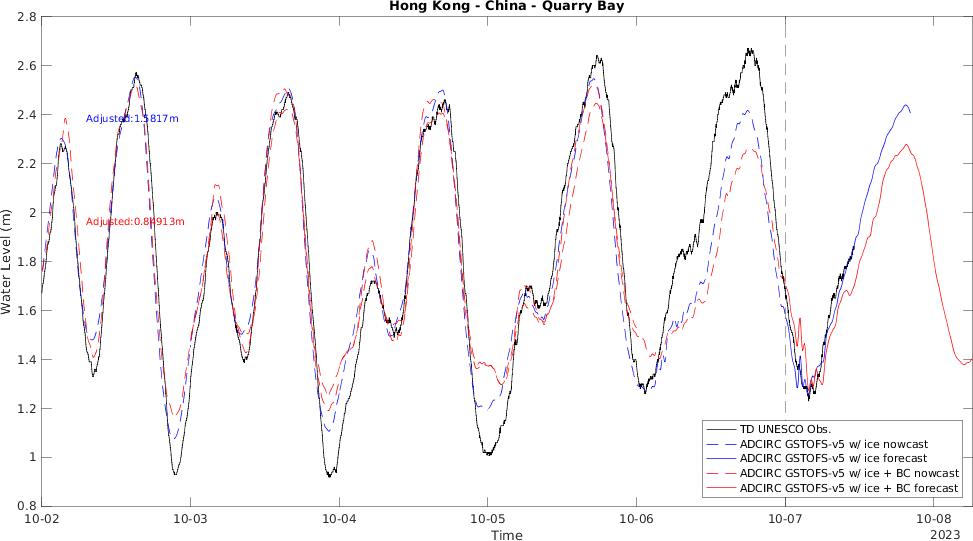 Hong Kong - China - Quarry Bay
2.8
2.6
2.4
2.2
2
1.8
1.6
1.4
1.2
1
0.8
Water Level (m)
Adjusted:1.5817m
Adjusted:0.84913m
TD UNESCO Obs.
ADCIRC GSTOFS-v5 w/ ice nowcast
ADCIRC GSTOFS-v5 w/ ice forecast
ADCIRC GSTOFS-v5 w/ ice + BC nowcast
ADCIRC GSTOFS-v5 w/ ice + BC forecast
10-02 10-03 10-04 10-05 10-06 10-07 10-08
Time
2023